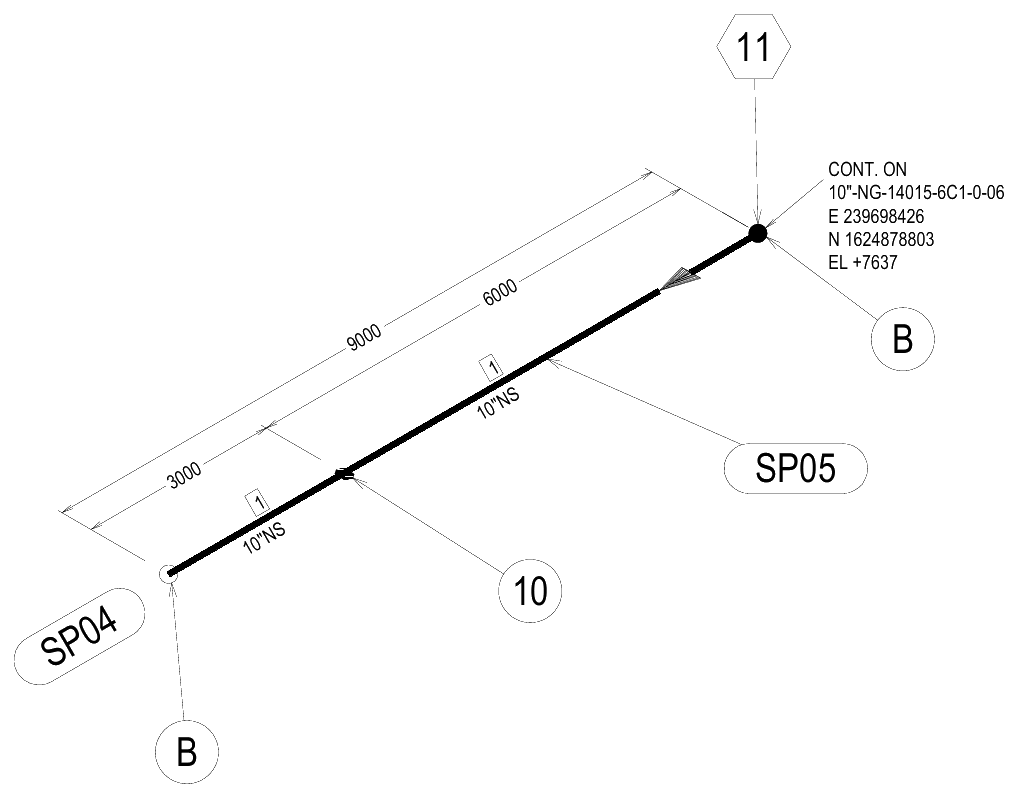 11
CONT. ON
10"-NG-14015-6C1-0-06
E 239698426
N 1624878803
EL +7637
6000
9000
B
1
10"NS
SP05
3000
1
10"NS
10
SP04
B